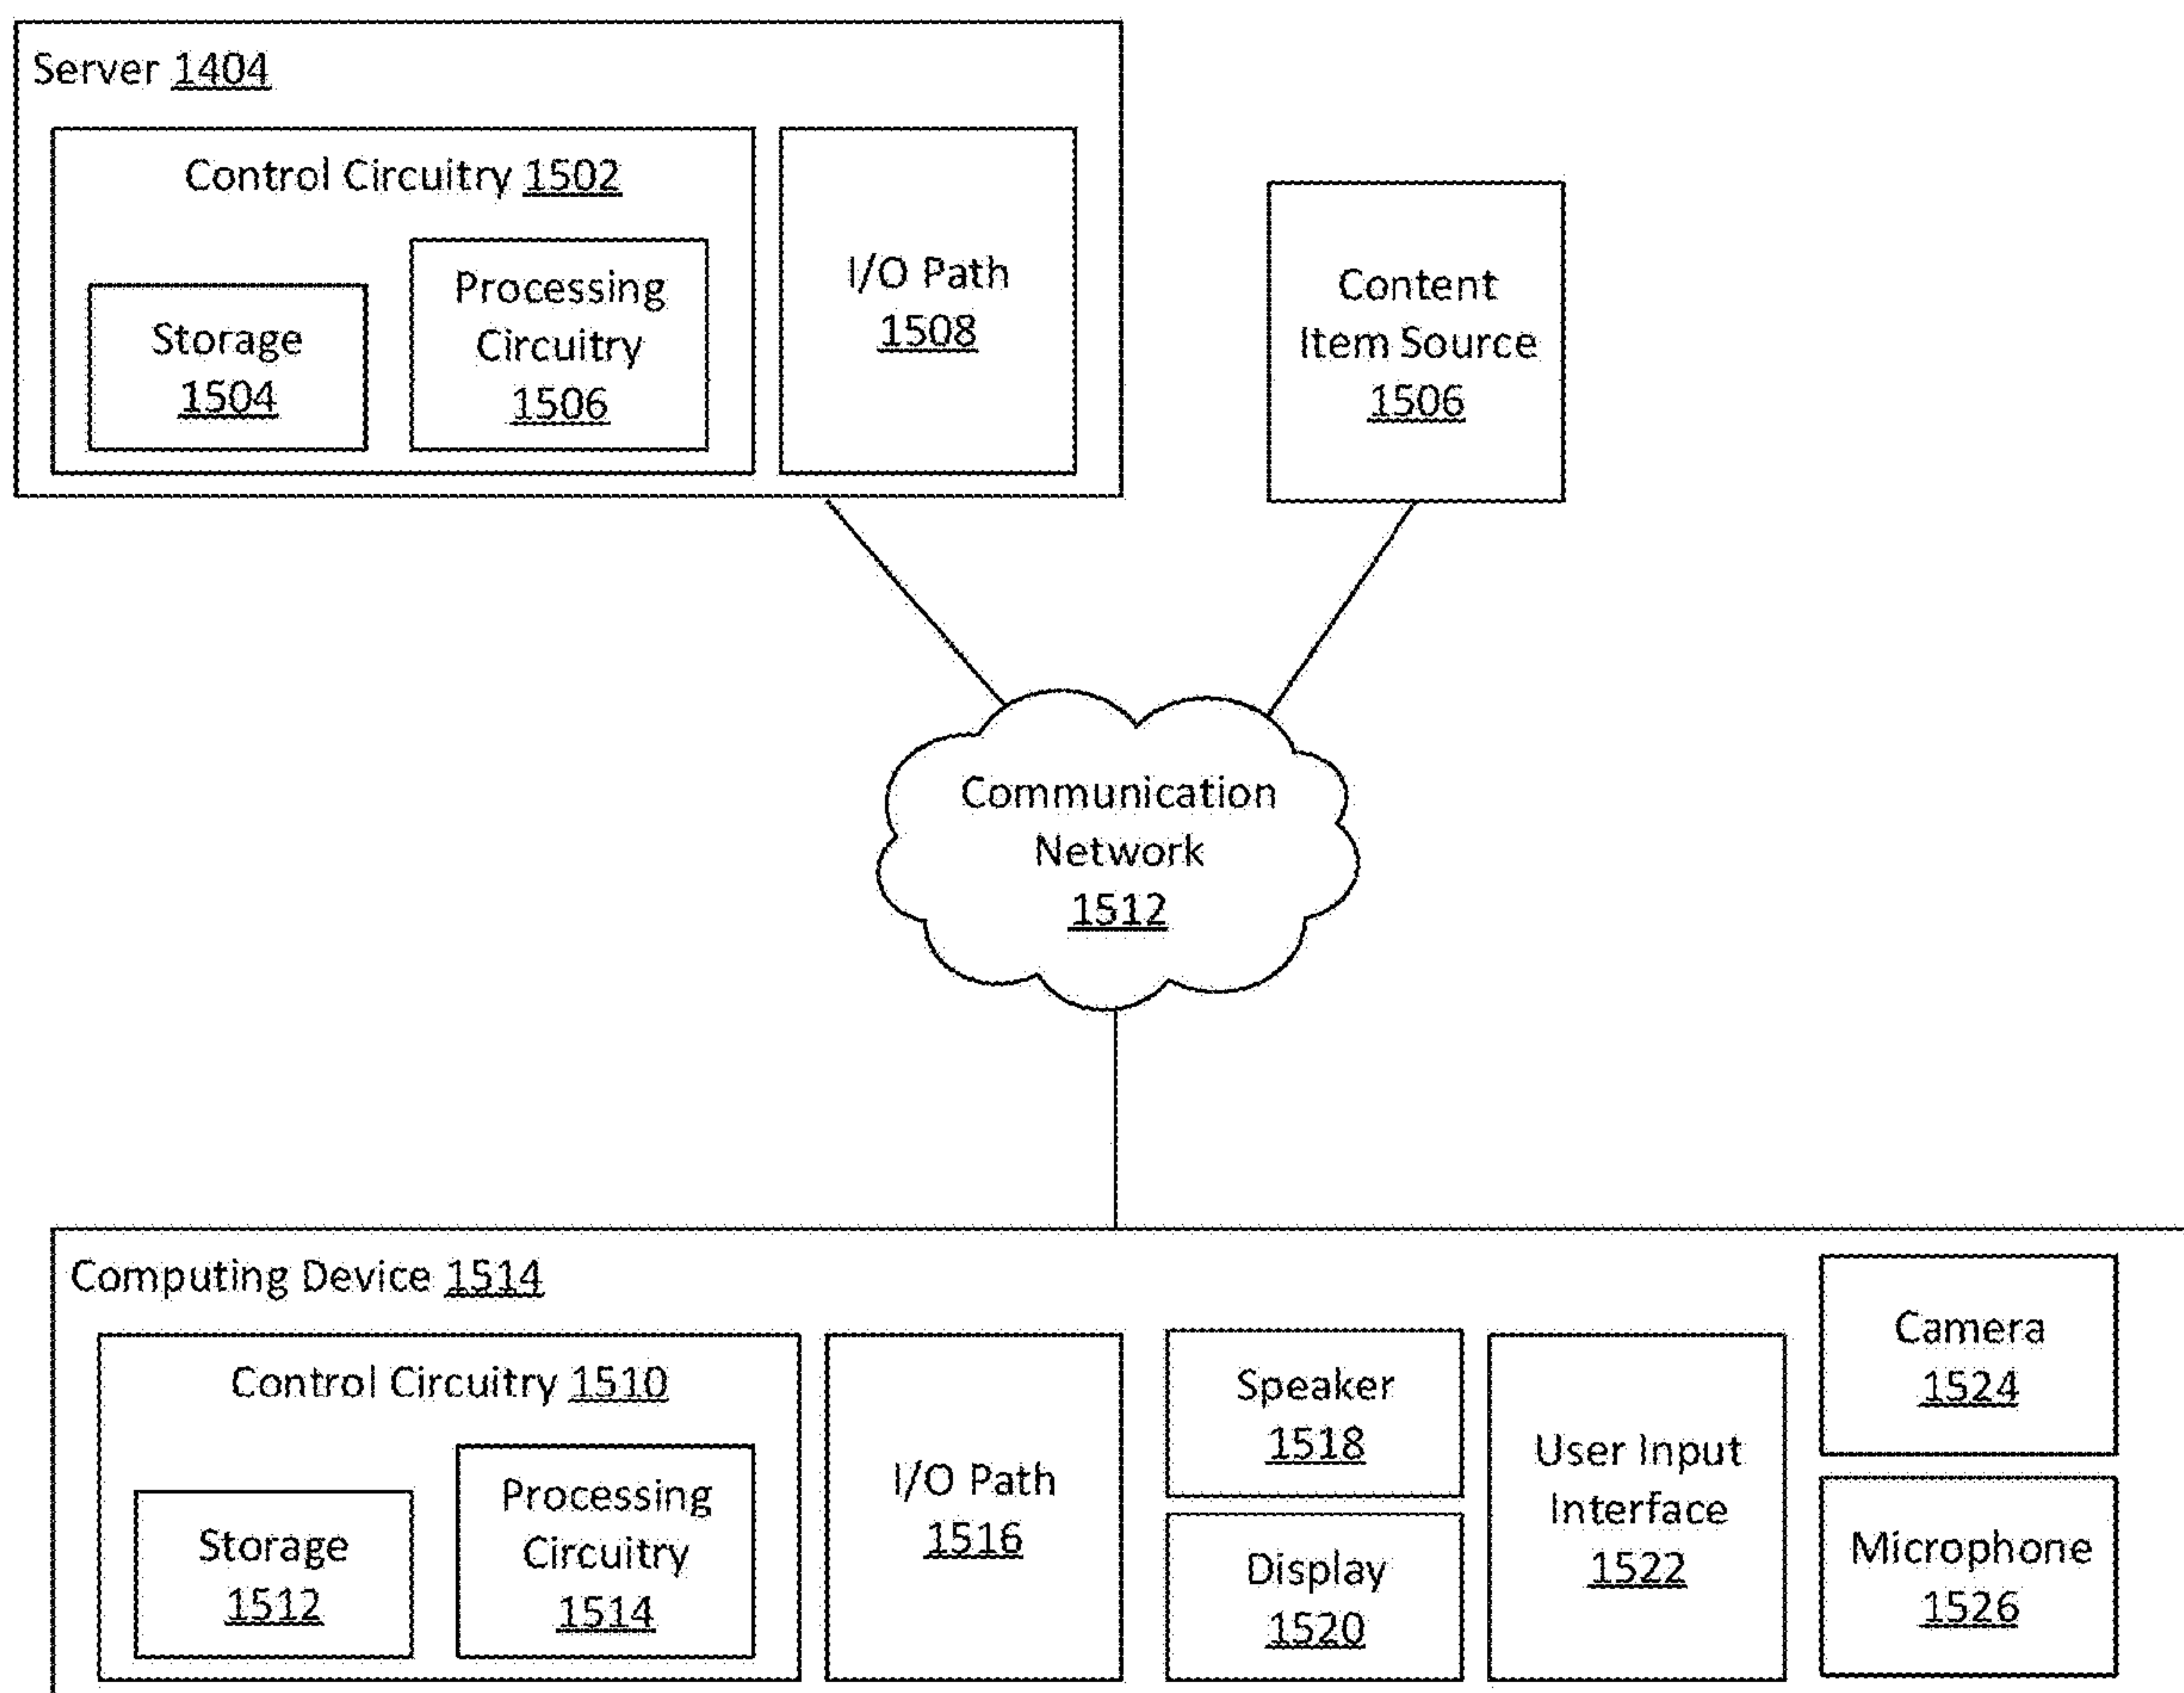 Server 1404
Control Circuitry 1502
Storage
1504
Processing
Circuitry
1506
I/O Path
1508
Content
Item Source
1506
Communication
Network
1512
Computing Device 1514
Control Circuitry 1510
Storage
1512
Processing
Circuitry
1514
I/O Path
1516
Speaker
1518
Display
1520
User Input
Interface
1522
Camera
1524
Microphone
1526